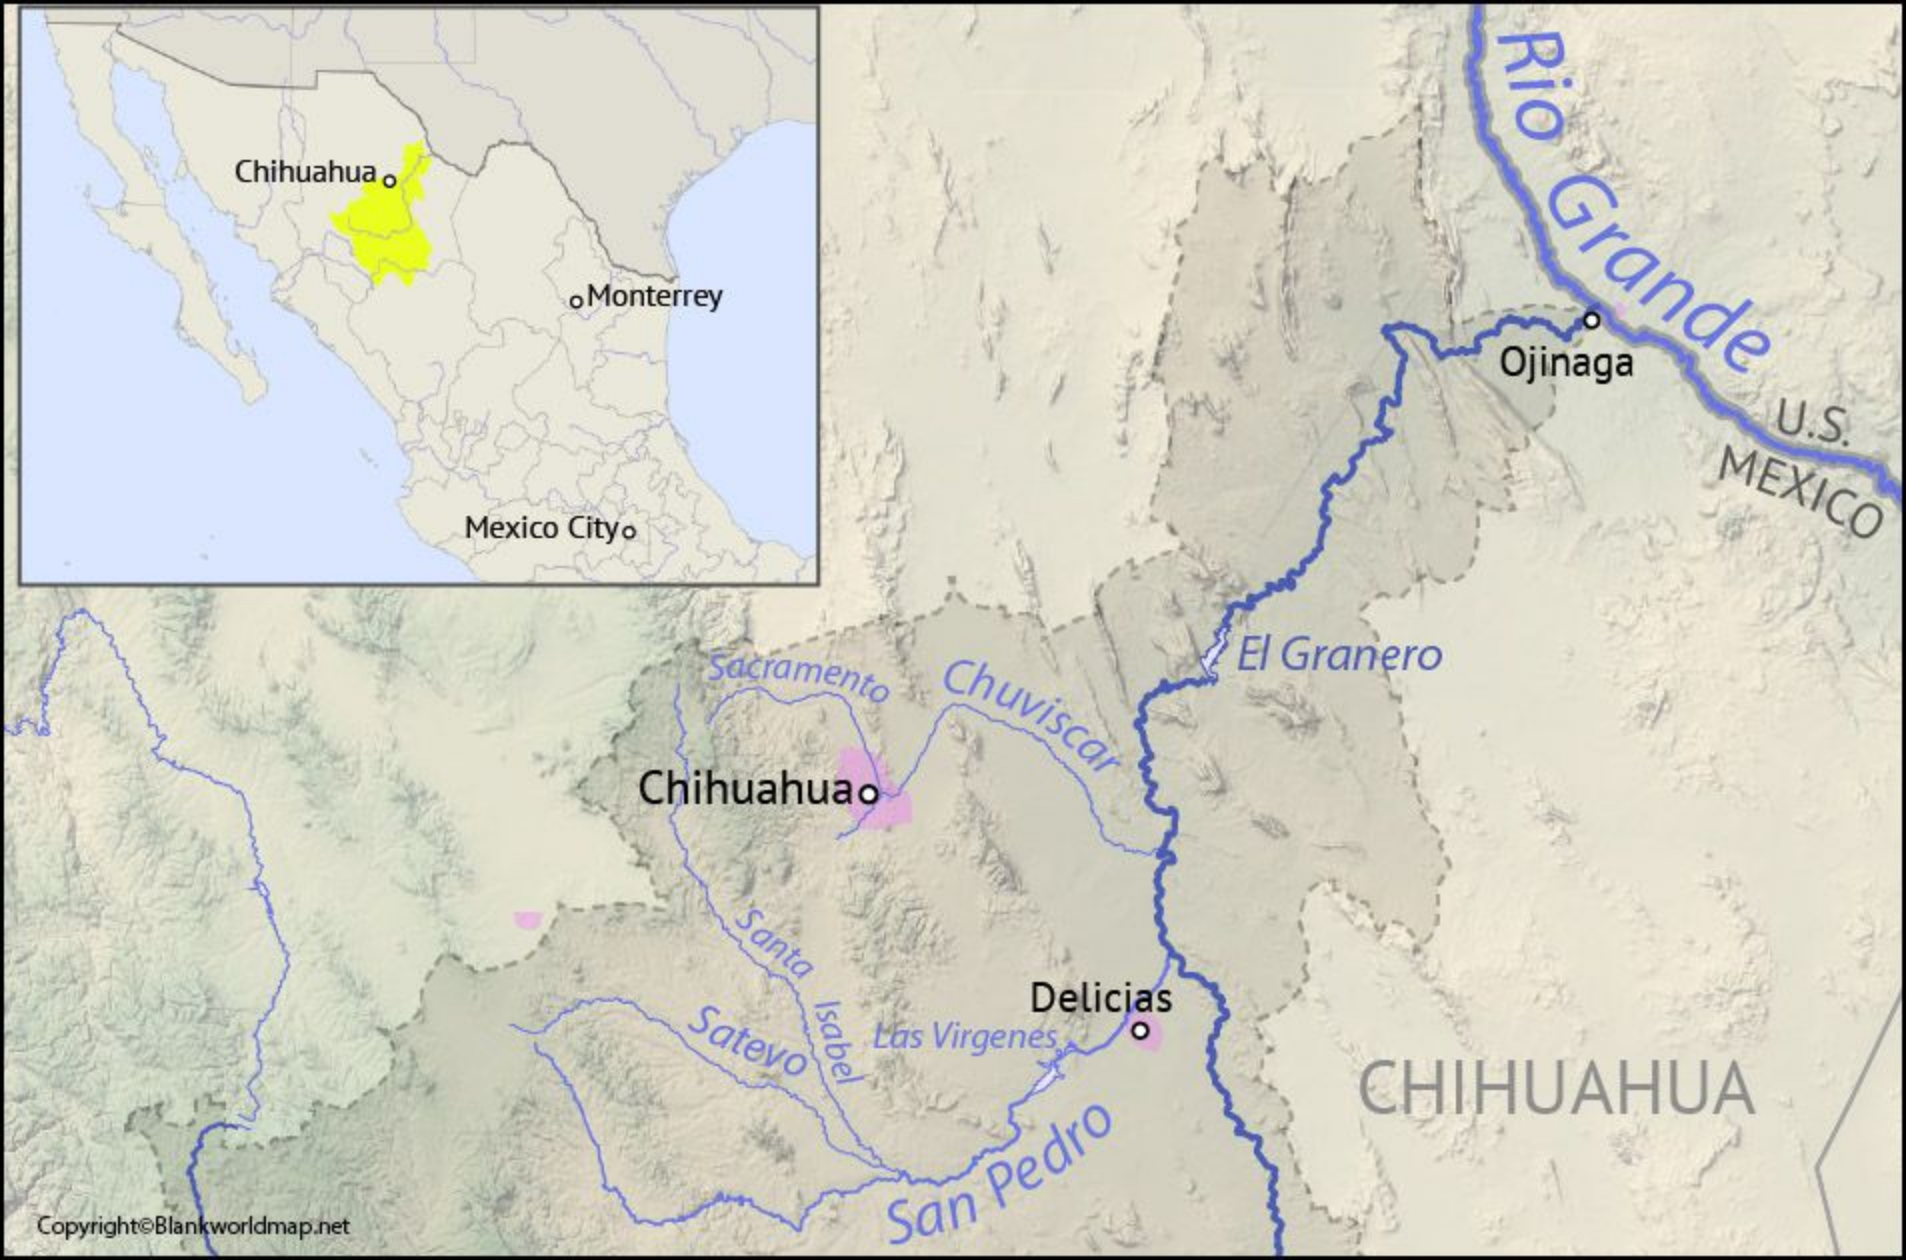 Chihuahua
Monterrey
Mexico City
Rio Grande
Ojinaga
U.S.
MEXICO
El Granero
Sacramento
Chuviscar
Chihuahua
Santa Isabel
Delicias
Satevo
Las Virgenes
CHIHUAHUA
San Pedro
Copyright©Blankworldmap.net